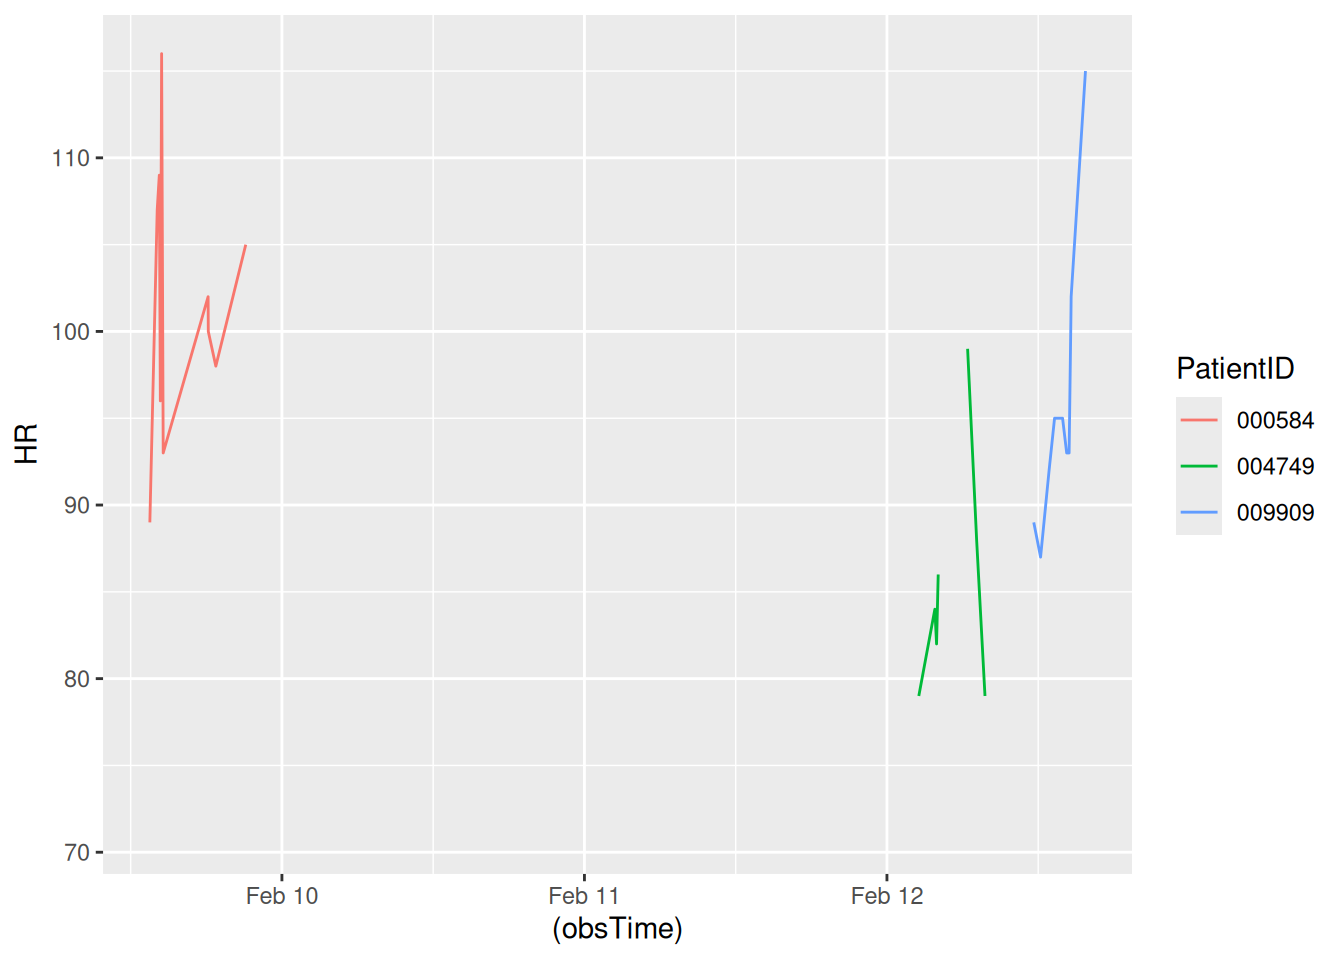 HR
110
100
90
80
70
Feb 10
Feb 11
Feb 12
(obsTime)
PatientID
000584
004749
009909